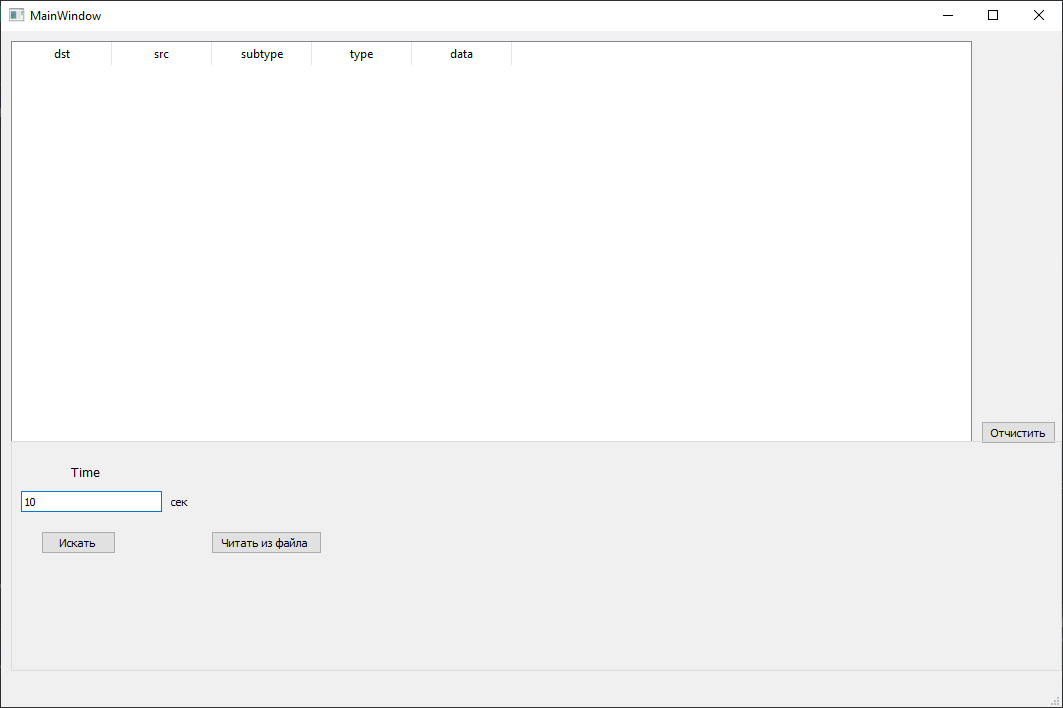 MainWindow
dst src subtype type data
Отчистить
Time
10 сек
Искать Читать из файла